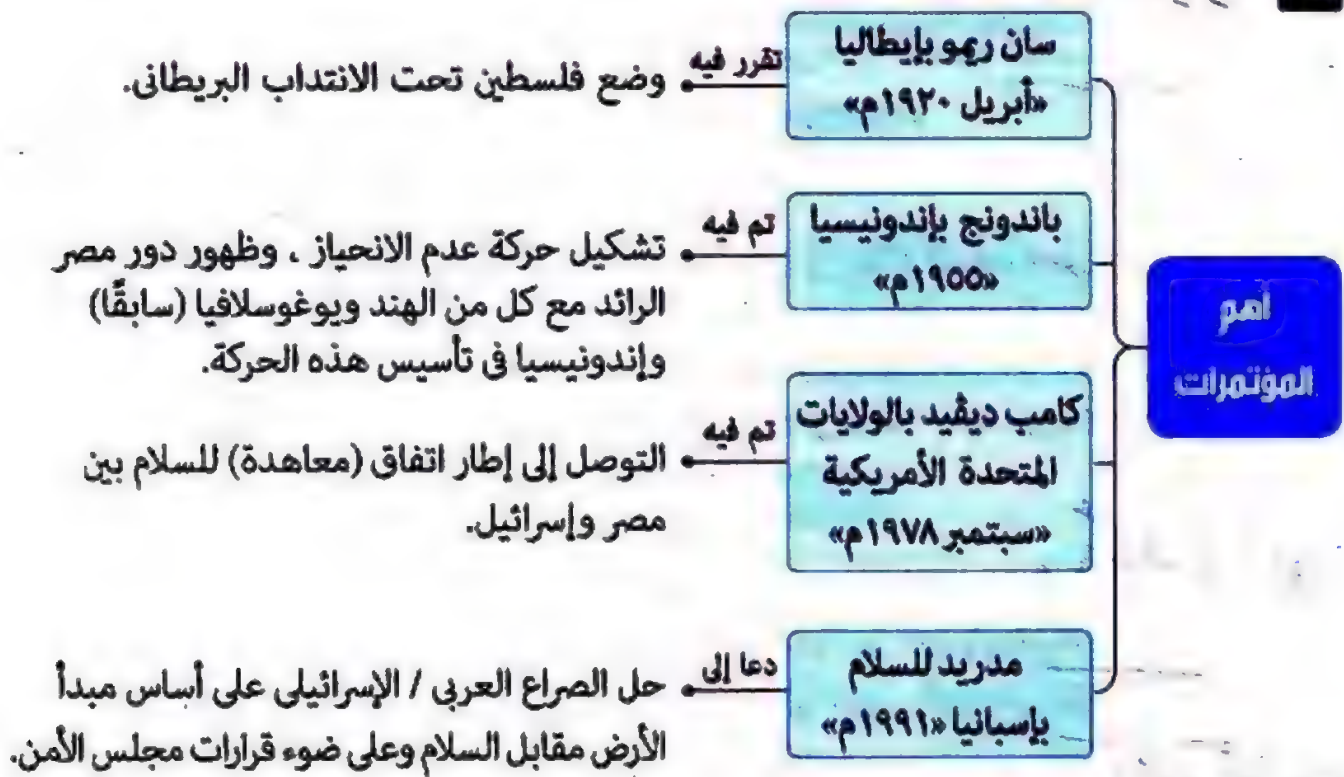 أهم
المؤتمرات
سان ريمو بإيطاليا
«أبريل ١٩٢٠م»
تقرر فيه
وضع فلسطين تحت الانتداب البريطانى.
باندونج بإندونيسيا
«١٩٥٥م»
تم فيه
تشكيل حركة عدم الانحياز ، وظهور دور مصر
الرائد مع كل من الهند ويوغوسلافيا (سابقًا)
وإندونيسيا فى تأسيس هذه الحركة.
كامب ديڤيد بالولايات
المتحدة الأمريكية
«سبتمبر ١٩٧٨م»
تم فيه
التوصل إلى إطار اتفاق (معاهدة) للسلام بين
مصر وإسرائيل.
مدريد للسلام
بإسبانيا «١٩٩١م»
دعا إلى
حل الصراع العربى / الإسرائيلى على أساس مبدأ
الأرض مقابل السلام وعلى ضوء قرارات مجلس الأمن.